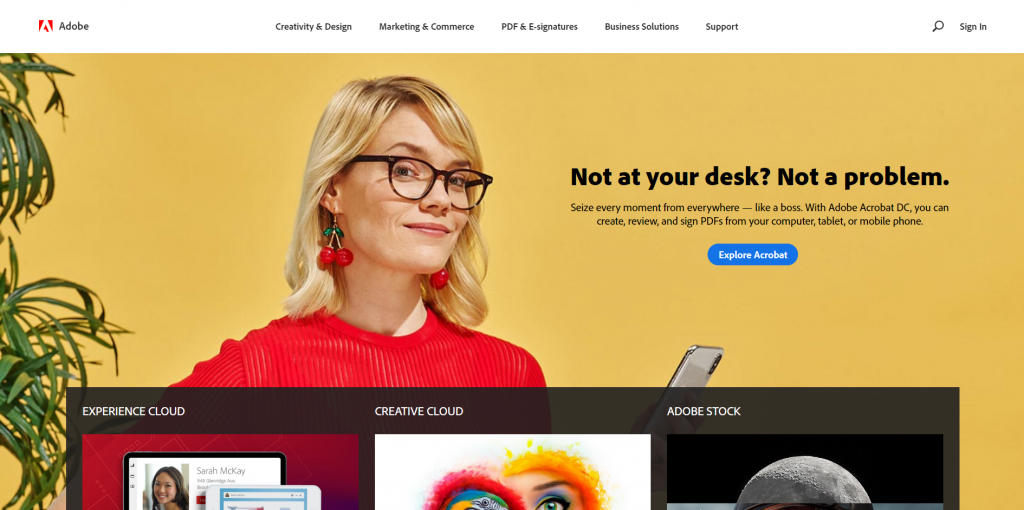 Adobe
Creativity & Design
Marketing & Commerce
PDF & E-signatures
Business Solutions
Support
Sign In
Not at your desk? Not a problem.
Seize every moment from everywhere — like a boss. With Adobe Acrobat DC, you can
create, review, and sign PDFs from your computer, tablet, or mobile phone.
Explore Acrobat
EXPERIENCE CLOUD
CREATIVE CLOUD
ADOBE STOCK
Sarah McKay